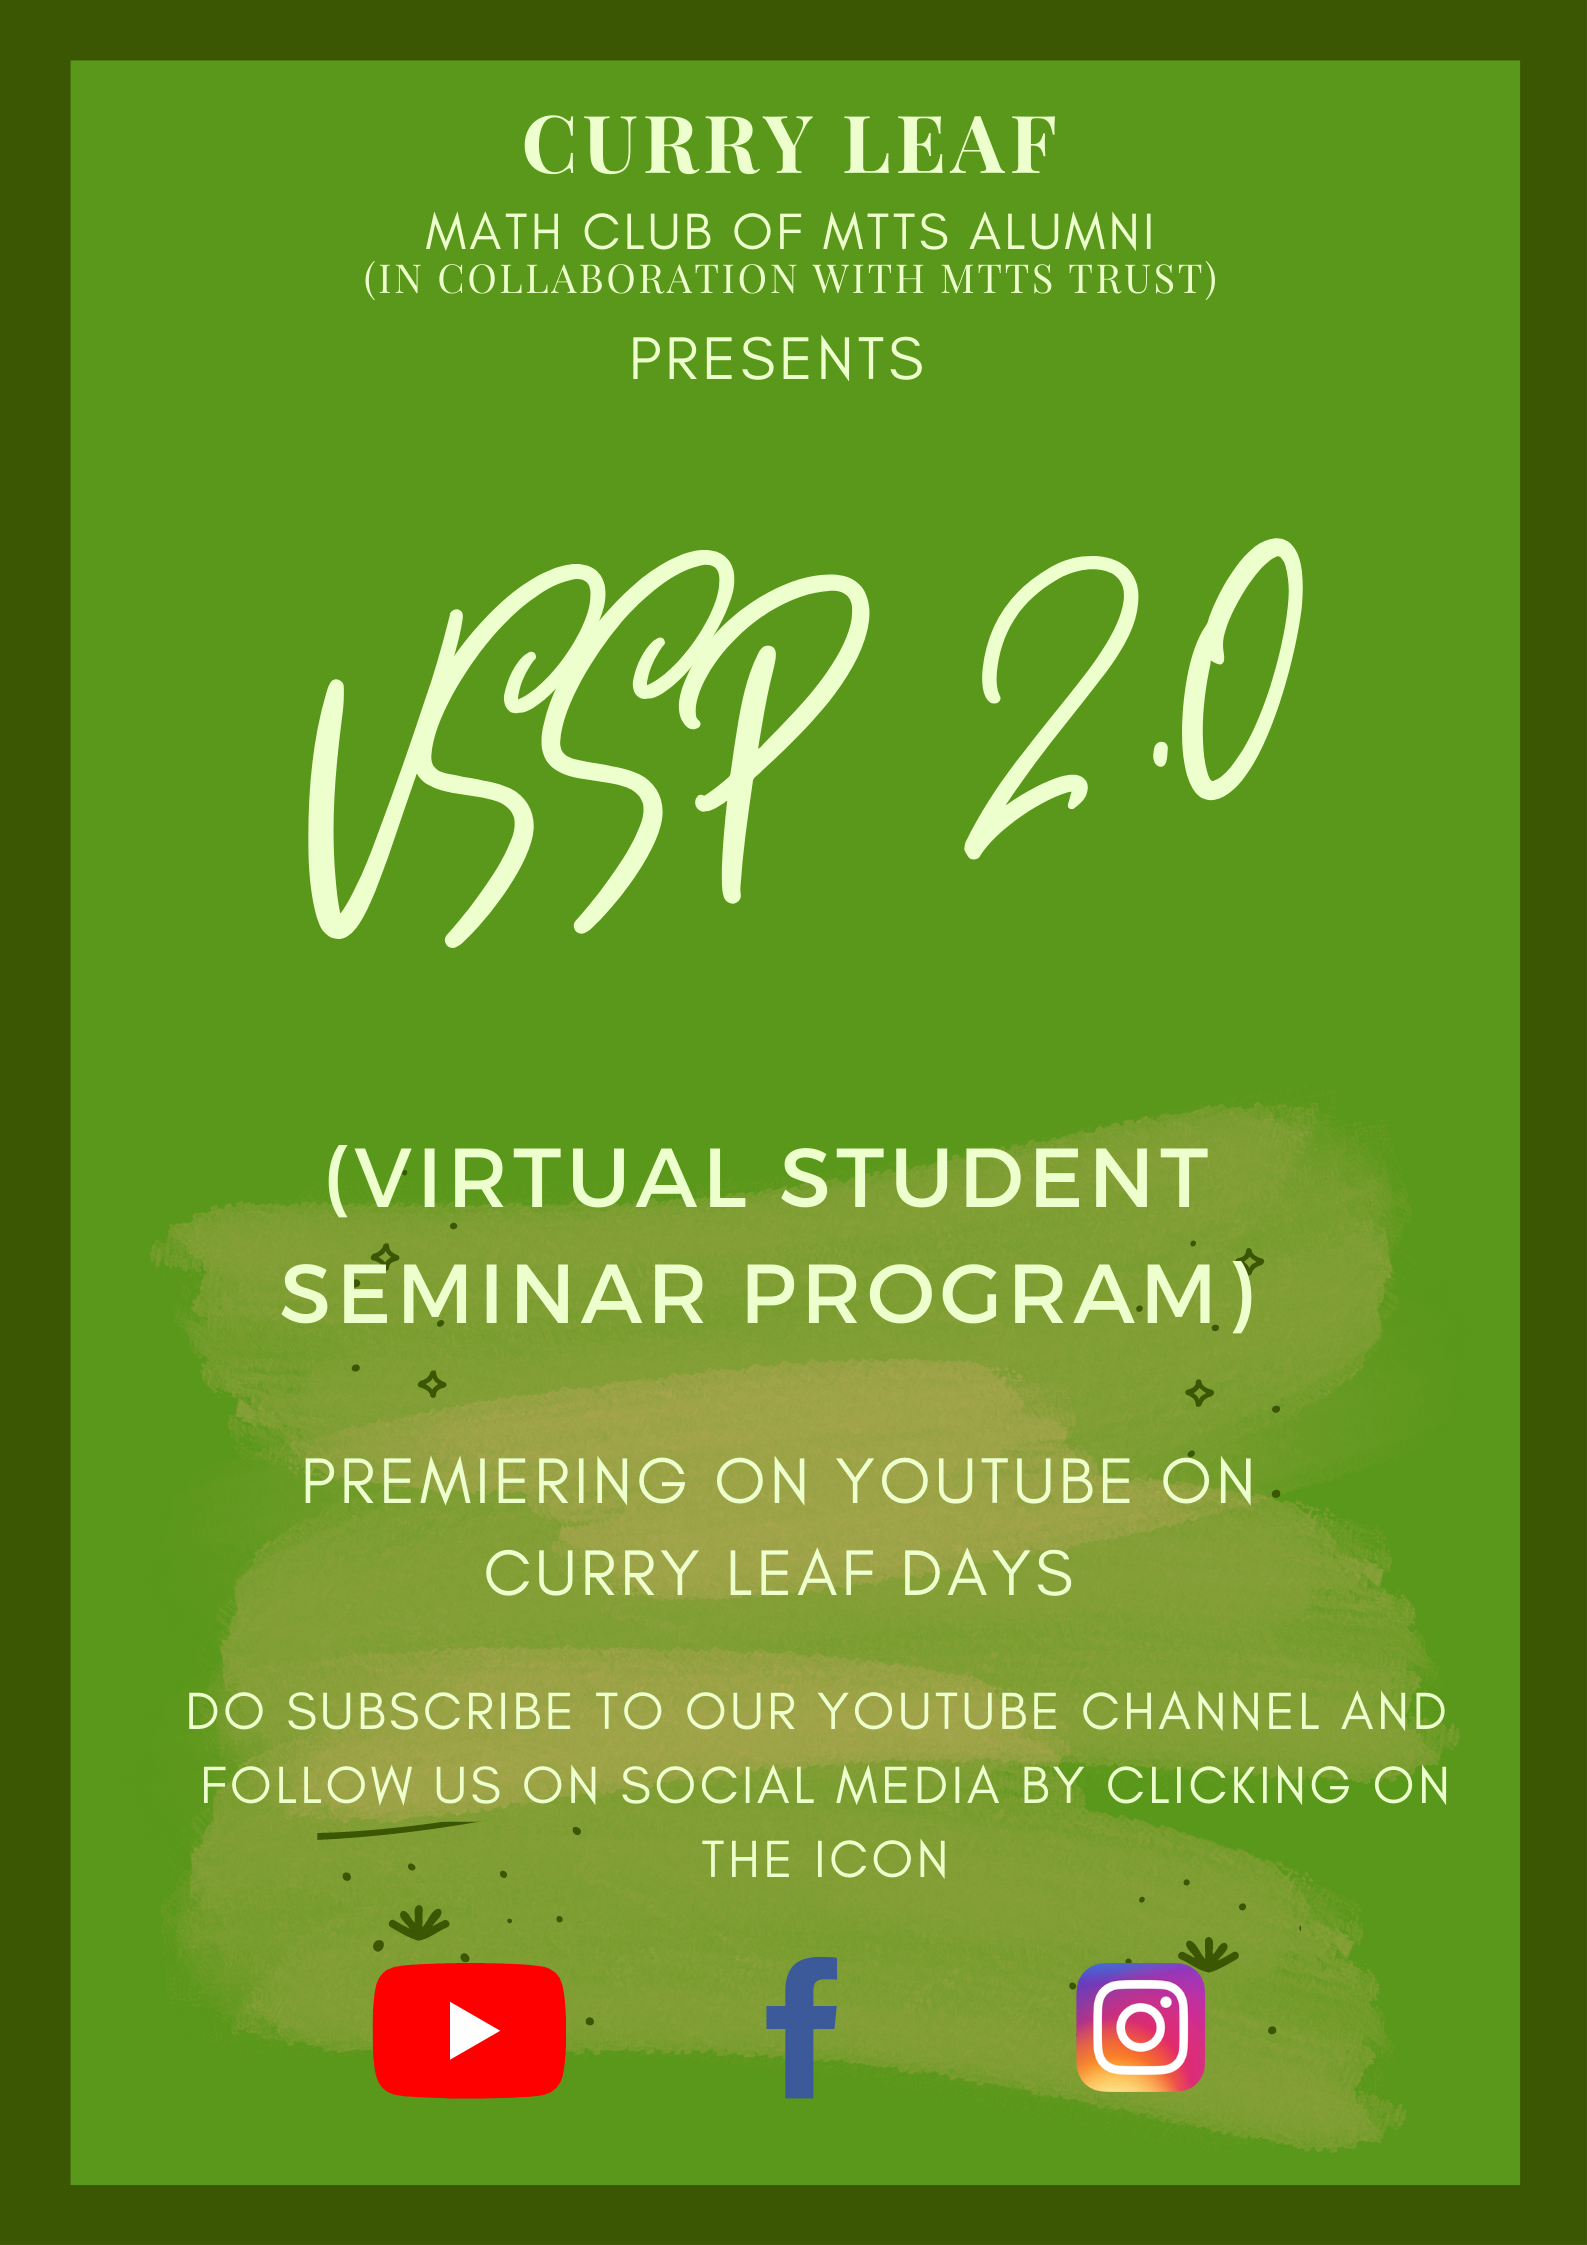 CURRY LEAF
MATH CLUB OF MTTS ALUMNI
(IN COLLABORATION WITH MTTS TRUST)
PRESENTS
VSSP 2.0
(VIRTUAL STUDENT
SEMINAR PROGRAM)
PREMIERING ON YOUTUBE ON
CURRY LEAF DAYS
DO SUBSCRIBE TO OUR YOUTUBE CHANNEL AND
FOLLOW US ON SOCIAL MEDIA BY CLICKING ON
THE ICON